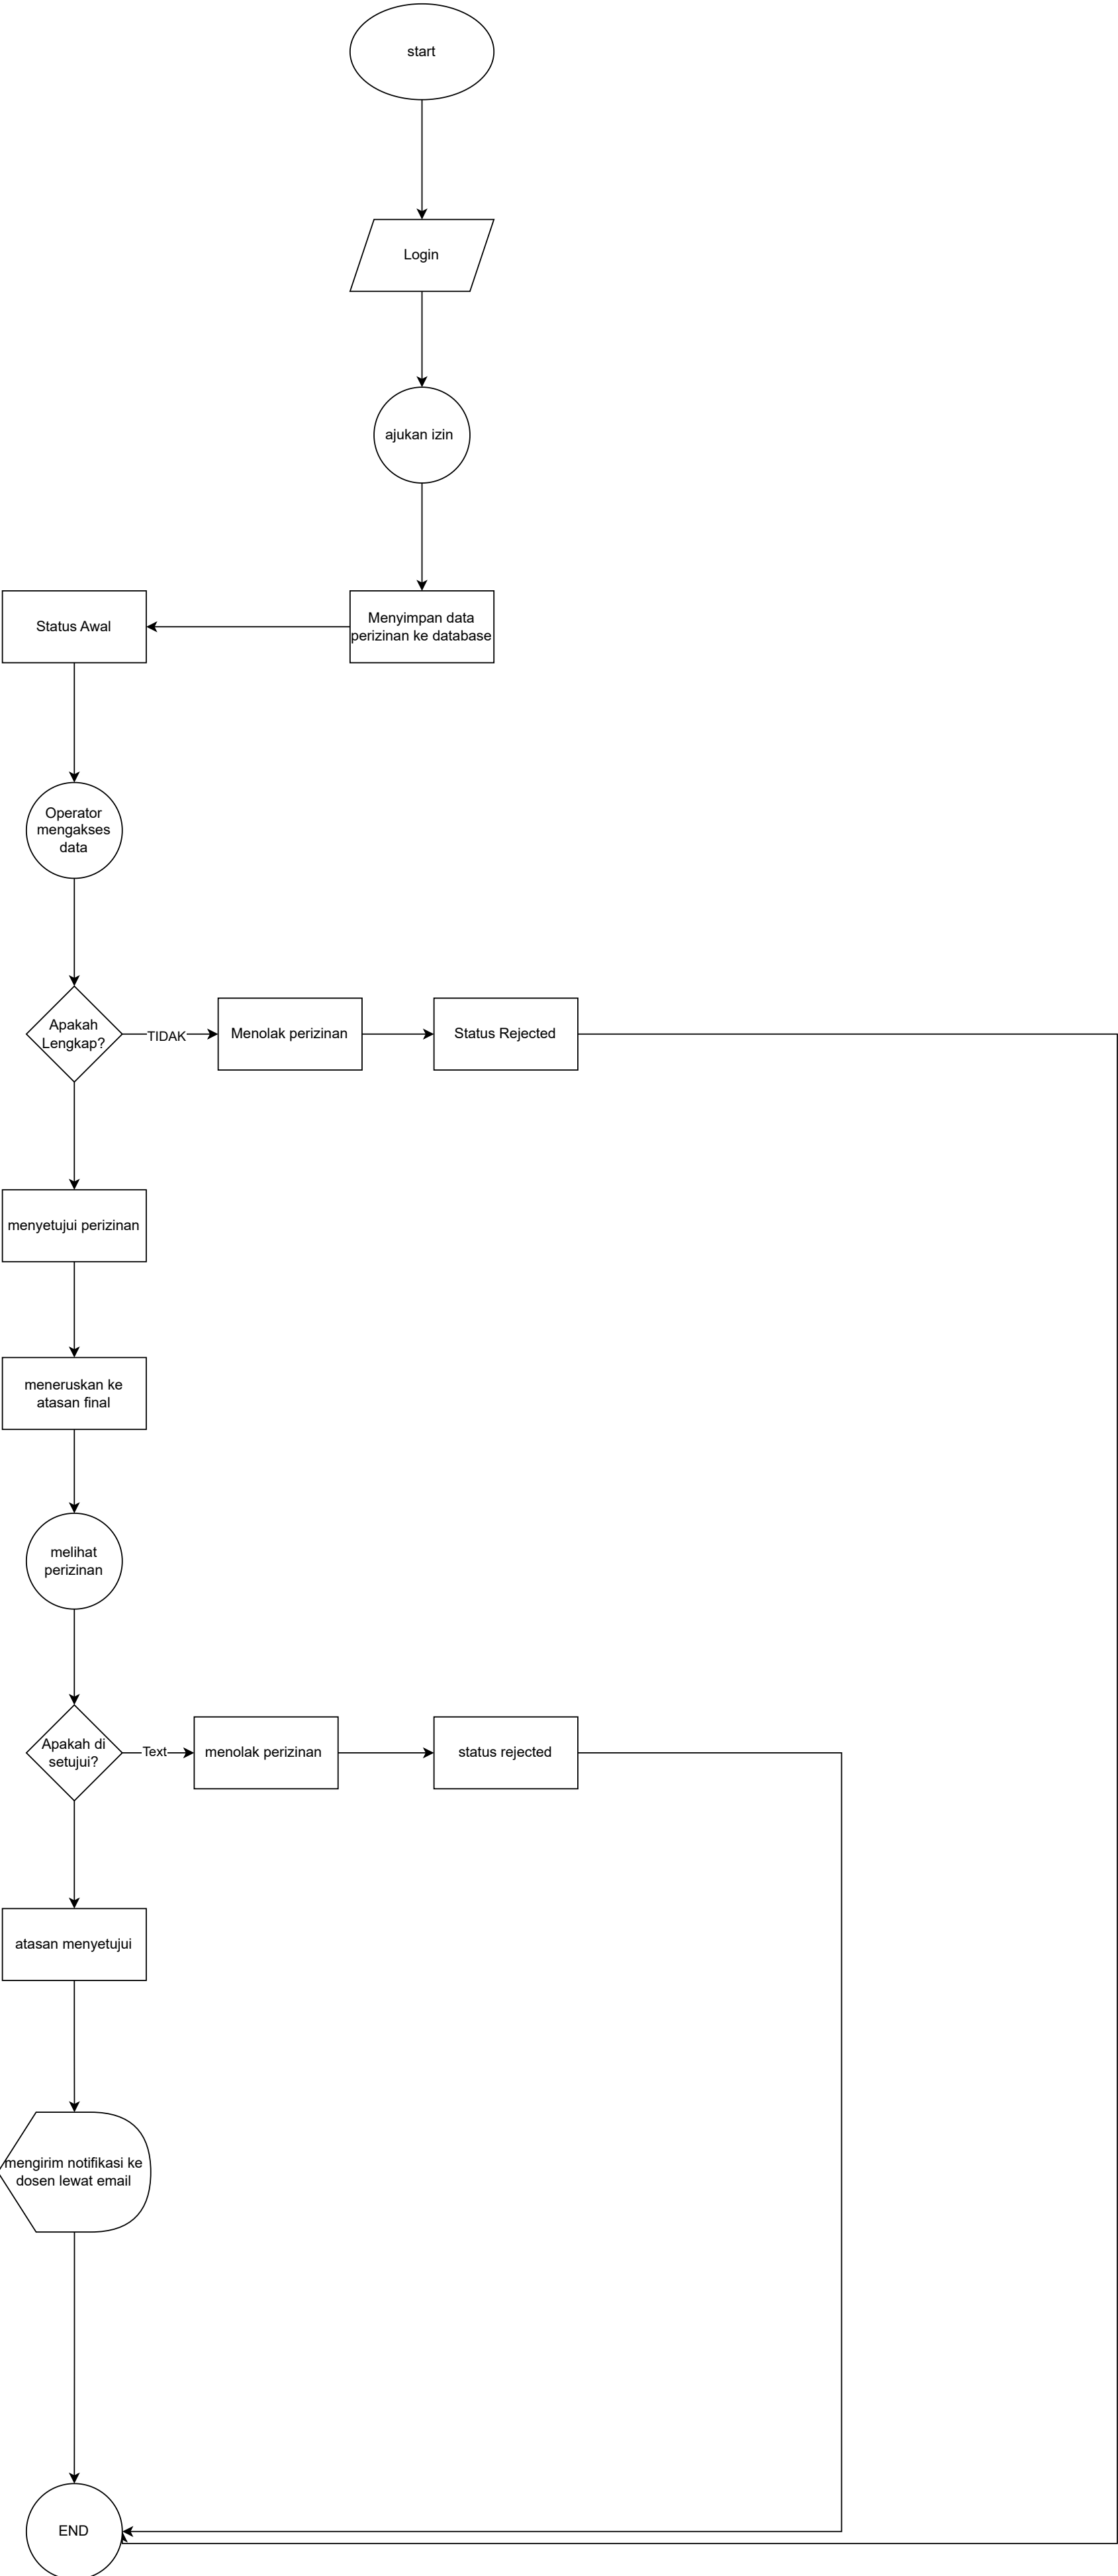 start
Login
ajukan izin
Menyimpan data
perizinan ke database
Status Awal
Operator
mengakses
data
Apakah
Lengkap?
TIDAK
Menolak perizinan
Status Rejected
menyetujui perizinan
meneruskan ke
atasan final
melihat
perizinan
Apakah di
setujui?
Text
menolak perizinan
status rejected
atasan menyetujui
mengirim notifikasi ke
dosen lewat email
END